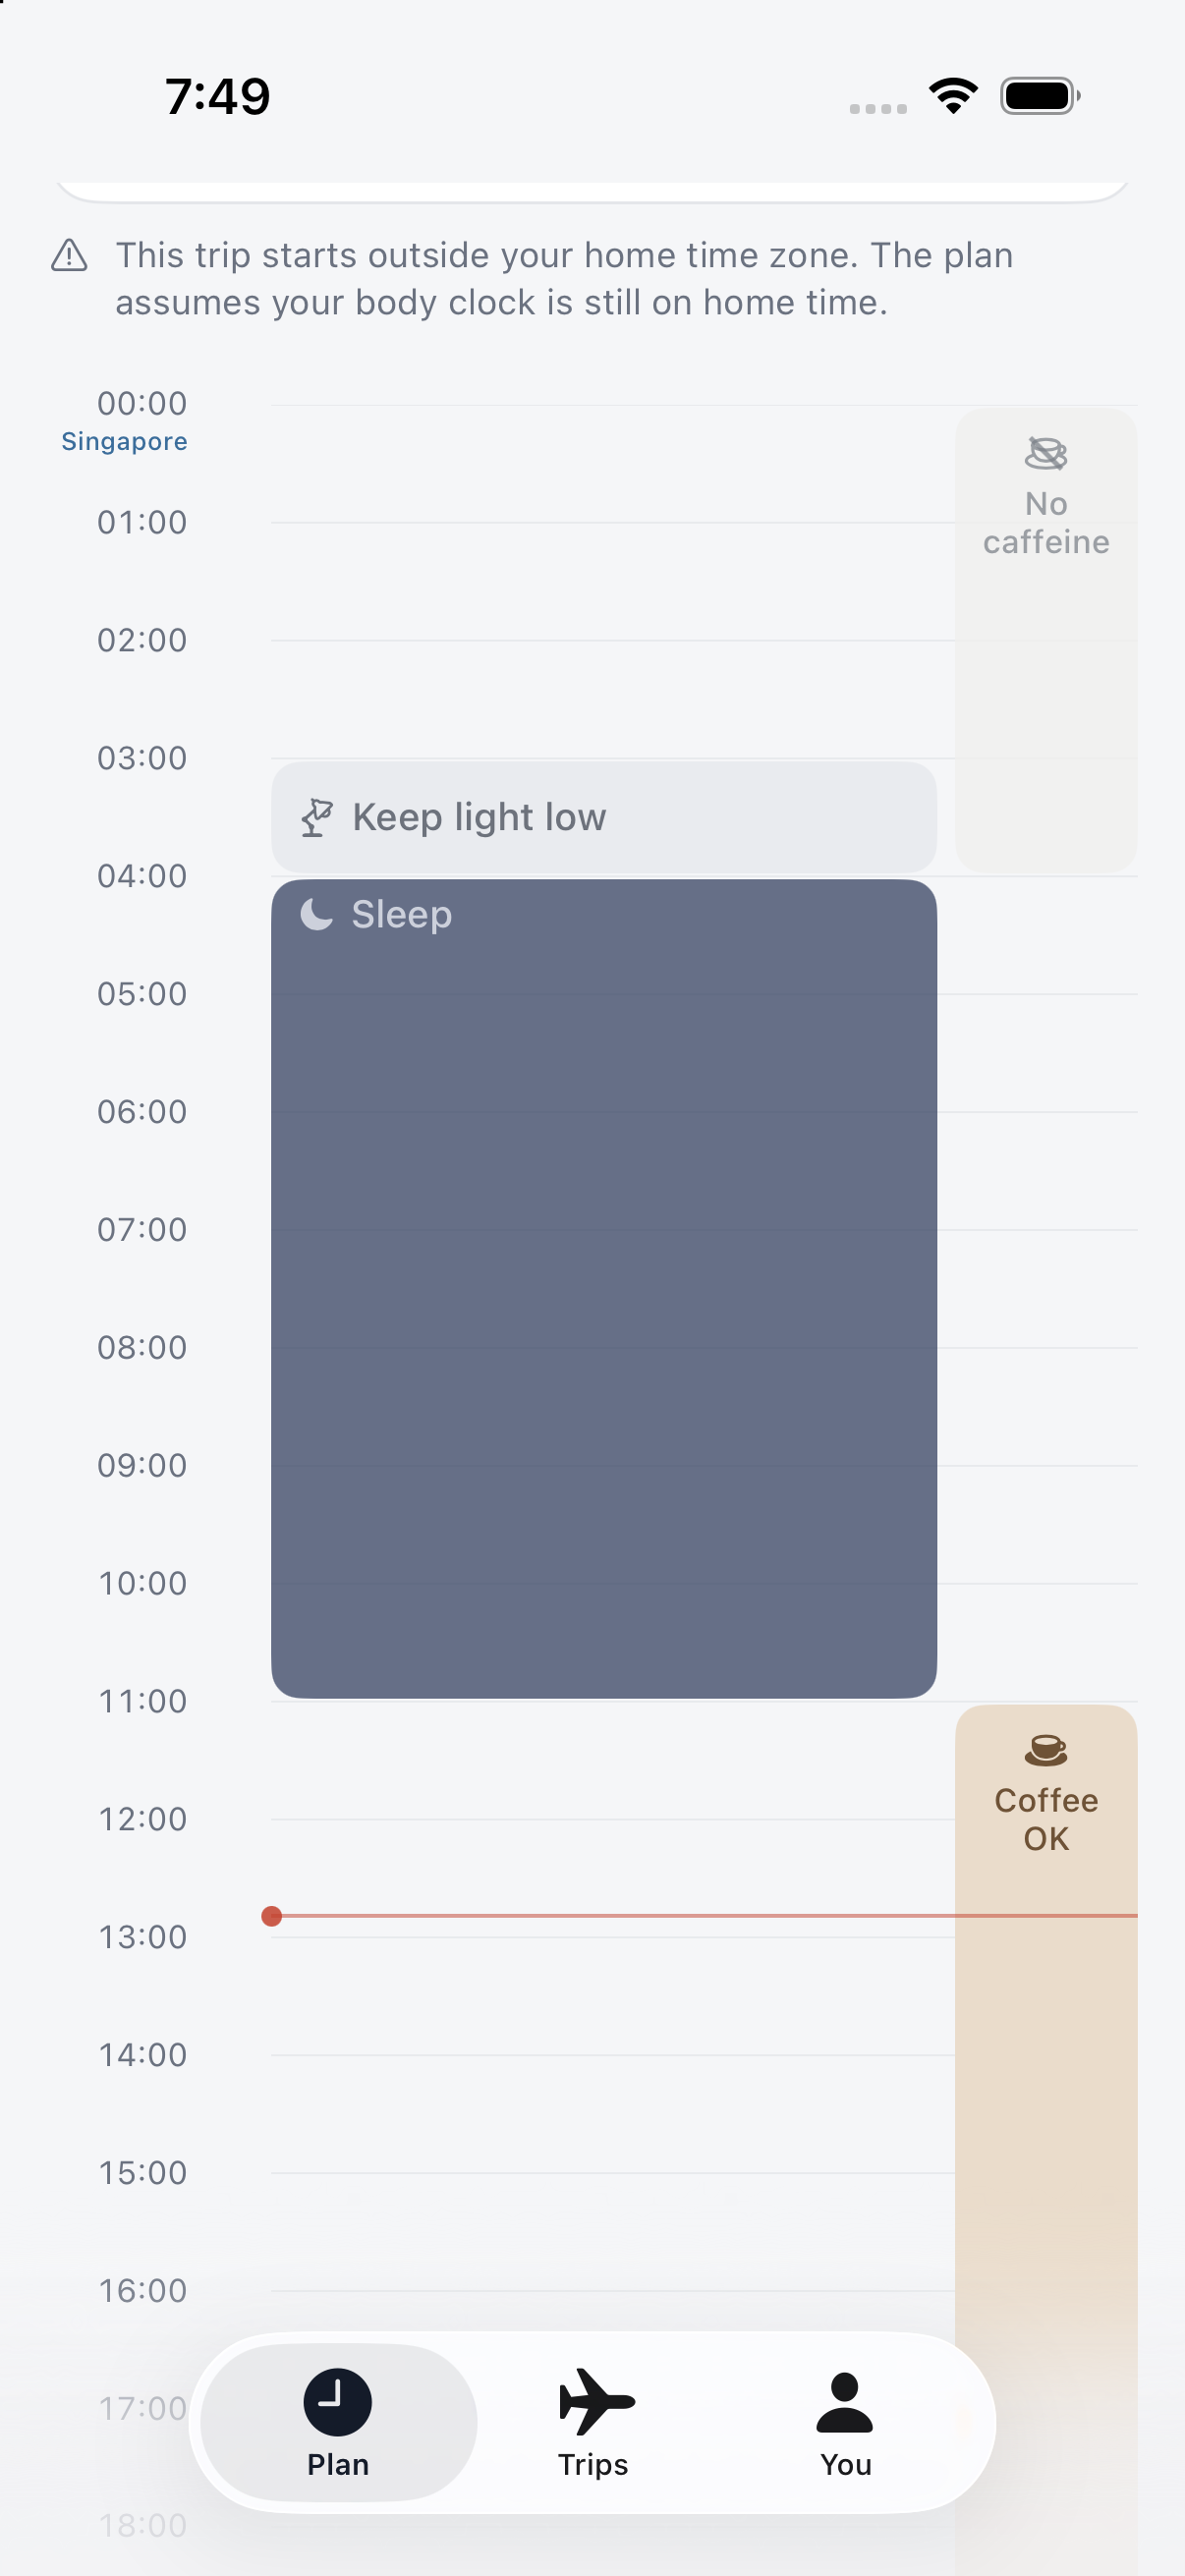 7:49
This trip starts outside your home time zone. The plan
assumes your body clock is still on home time.
00:00
Singapore
No
caffeine
01:00
02:00
03:00
Keep light low
04:00
Sleep
05:00
06:00
07:00
08:00
09:00
10:00
11:00
Coffee
OK
12:00
13:00
14:00
15:00
16:00
17:00
Plan
Trips
You
18:00